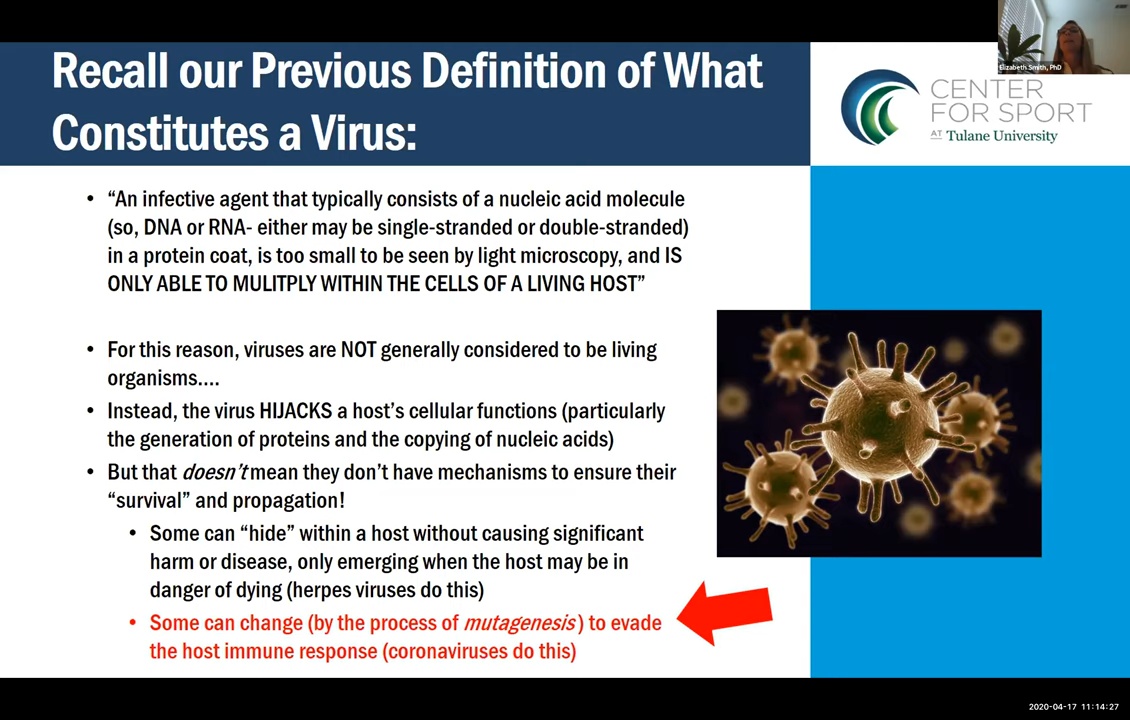 Recall our Previous Definition of What
Constitutes a Virus:
Elizabeth Smith, PhD
CENTER
FOR SPORT
AT Tulane University
• “An infective agent that typically consists of a nucleic acid molecule
(so, DNA or RNA- either may be single-stranded or double-stranded)
in a protein coat, is too small to be seen by light microscopy, and IS
ONLY ABLE TO MULITPLY WITHIN THE CELLS OF A LIVING HOST”
• For this reason, viruses are NOT generally considered to be living
organisms....
• Instead, the virus HIJACKS a host’s cellular functions (particularly
the generation of proteins and the copying of nucleic acids)
• But that doesn’t mean they don’t have mechanisms to ensure their
“survival” and propagation!
• Some can “hide” within a host without causing significant
harm or disease, only emerging when the host may be in
danger of dying (herpes viruses do this)
• Some can change (by the process of mutagenesis) to evade
the host immune response (coronaviruses do this)
2020-04-17 11:14:27